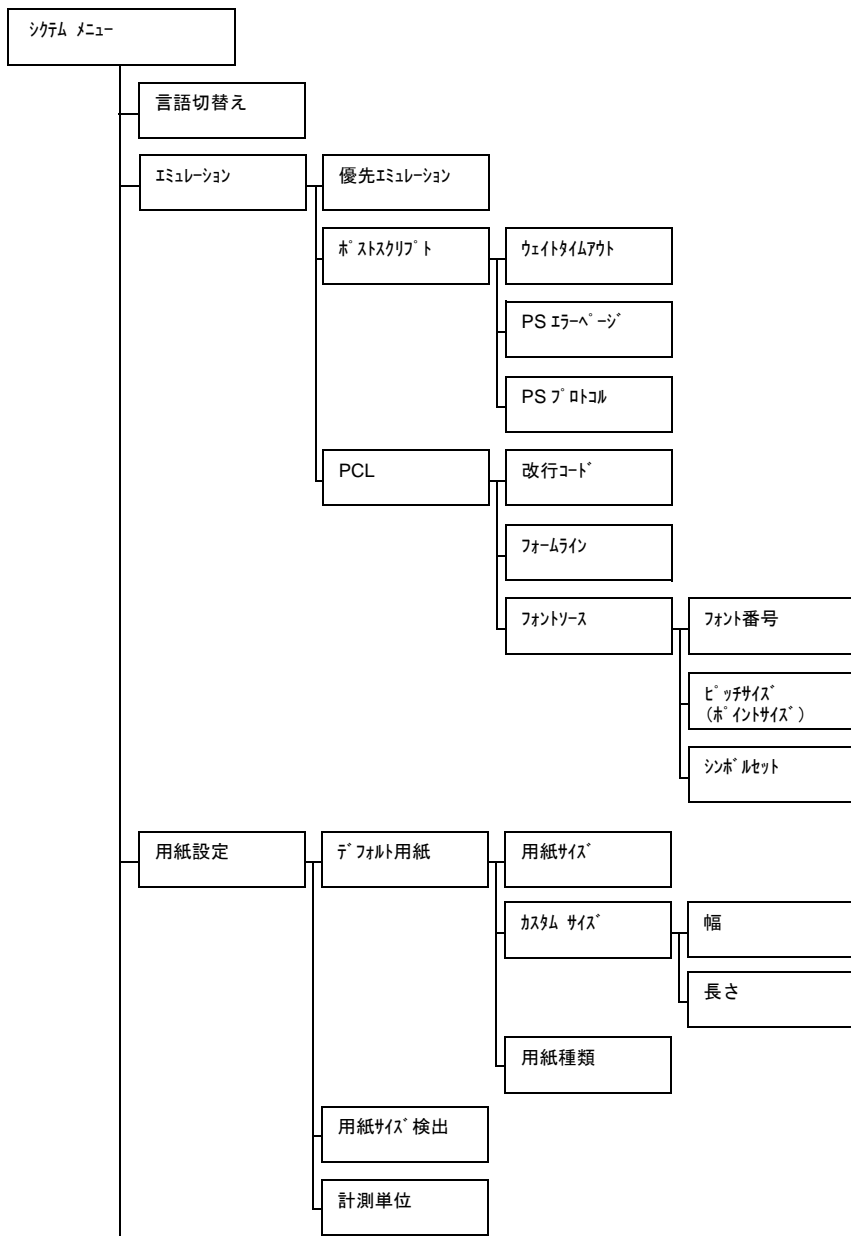 ｼｸﾃﾑ ﾒﾆｭｰ
言語切替え
ｴﾐｭﾚｰｼｮﾝ
優先ｴﾐｭﾚｰｼｮﾝ
ﾎﾟｽﾄｽｸﾘﾌﾟﾄ
ｳｪｲﾄﾀｲﾑｱｳﾄ
PS ｴﾗｰﾍﾟｰｼﾞ
PS ﾌﾟﾛﾄｺﾙ
PCL
改行ｺｰﾄﾞ
ﾌｫｰﾑﾗｲﾝ
ﾌｫﾝﾄｿｰｽ
ﾌｫﾝﾄ番号
ﾋﾟｯﾁｻｲｽﾞ
(ﾎﾟｲﾝﾄｻｲｽﾞ)
ｼﾝﾎﾞﾙｾｯﾄ
用紙設定
ﾃﾞﾌｫﾙﾄ用紙
用紙ｻｲｽﾞ
ｶｽﾀﾑ ｻｲｽﾞ
幅
長さ
用紙種類
用紙ｻｲｽﾞ検出
計測単位